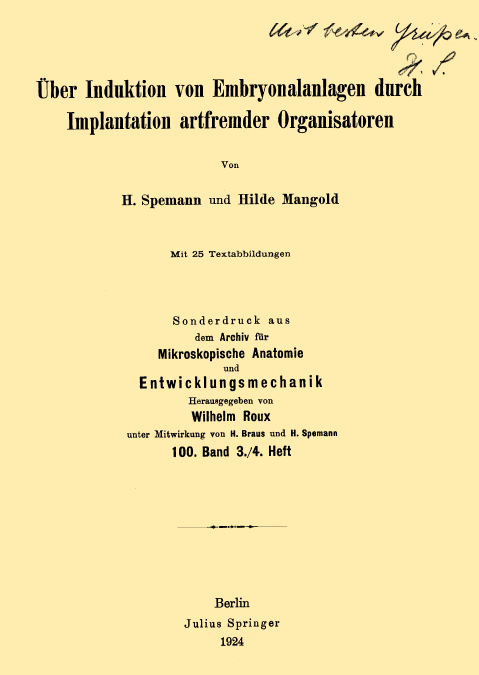 Mit besten Grüßen.
H. S.
Über Induktion von Embryonalanlagen durch
Implantation artfremder Organisatoren
Von
H. Spemann und Hilde Mangold
Mit 25 Textabbildungen
Sonderdruck aus
dem Archiv für
Mikroskopische Anatomie
und
Entwicklungsmechanik
Herausgegeben von
Wilhelm Roux
unter Mitwirkung von H. Braus und H. Spemann
100. Band 3./4. Heft
Berlin
Julius Springer
1924